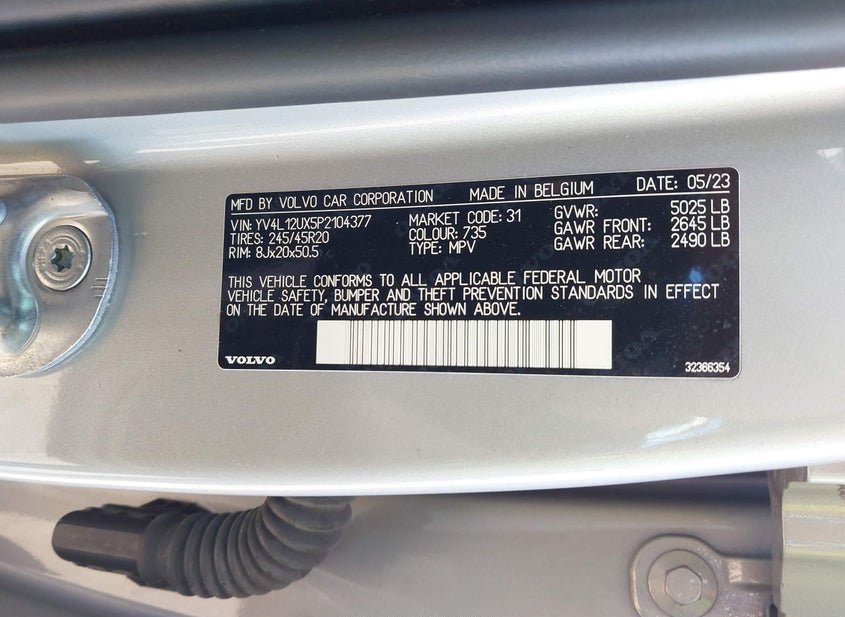 MFD BY VOLVO CAR CORPORATION MADE IN BELGIUM DATE: 05/23
VIN: YV4L12UX5P2104377 MARKET CODE: 31 GVWR: 5025 LB
TIRES: 245/45R20 COLOUR: 735 GAWR FRONT: 2645 LB
RIM: 8Jx20x50.5 TYPE: MPV GAWR REAR: 2490 LB
THIS VEHICLE CONFORMS TO ALL APPLICABLE FEDERAL MOTOR
VEHICLE SAFETY, BUMPER AND THEFT PREVENTION STANDARDS IN EFFECT
ON THE DATE OF MANUFACTURE SHOWN ABOVE.
VOLVO 32366354